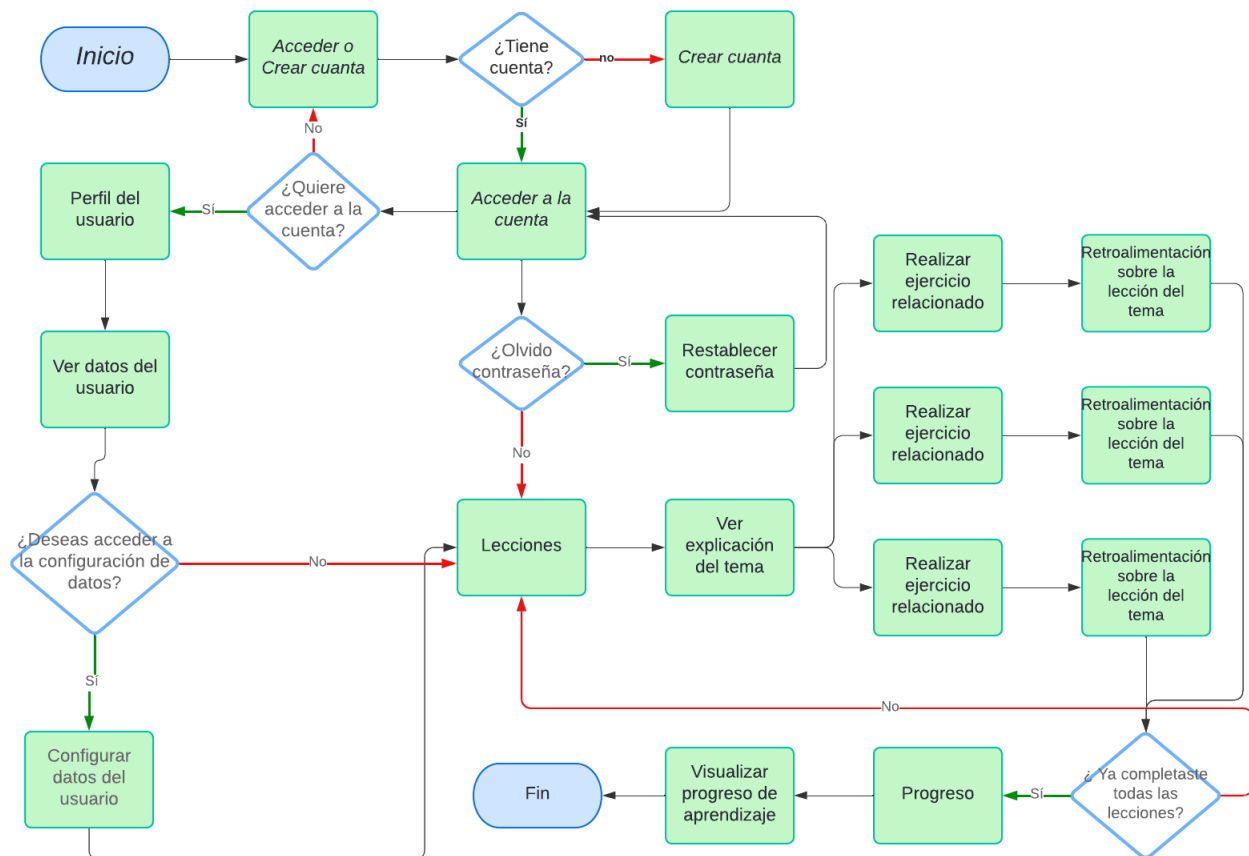 Inicio
Acceder o
Crear cuanta
¿Tiene
cuenta?
no
Crear cuanta
No
Sí
Perfil del
usuario
Sí
¿Quiere
acceder a la
cuenta?
Acceder a la
cuenta
Realizar
ejercicio
relacionado
Retroalimentación
sobre la
lección del
tema
Ver datos del
usuario
¿Olvido
contraseña?
Sí
Restablecer
contraseña
Realizar
ejercicio
relacionado
Retroalimentación
sobre la
lección del
tema
No
¿Deseas acceder a
la configuración de
datos?
No
Lecciones
Ver
explicación
del tema
Realizar
ejercicio
relacionado
Retroalimentación
sobre la
lección del
tema
Sí
No
Configurar
datos del
usuario
Fin
Visualizar
progreso de
aprendizaje
Progreso
Sí
¿ Ya completaste
todas las
lecciones?